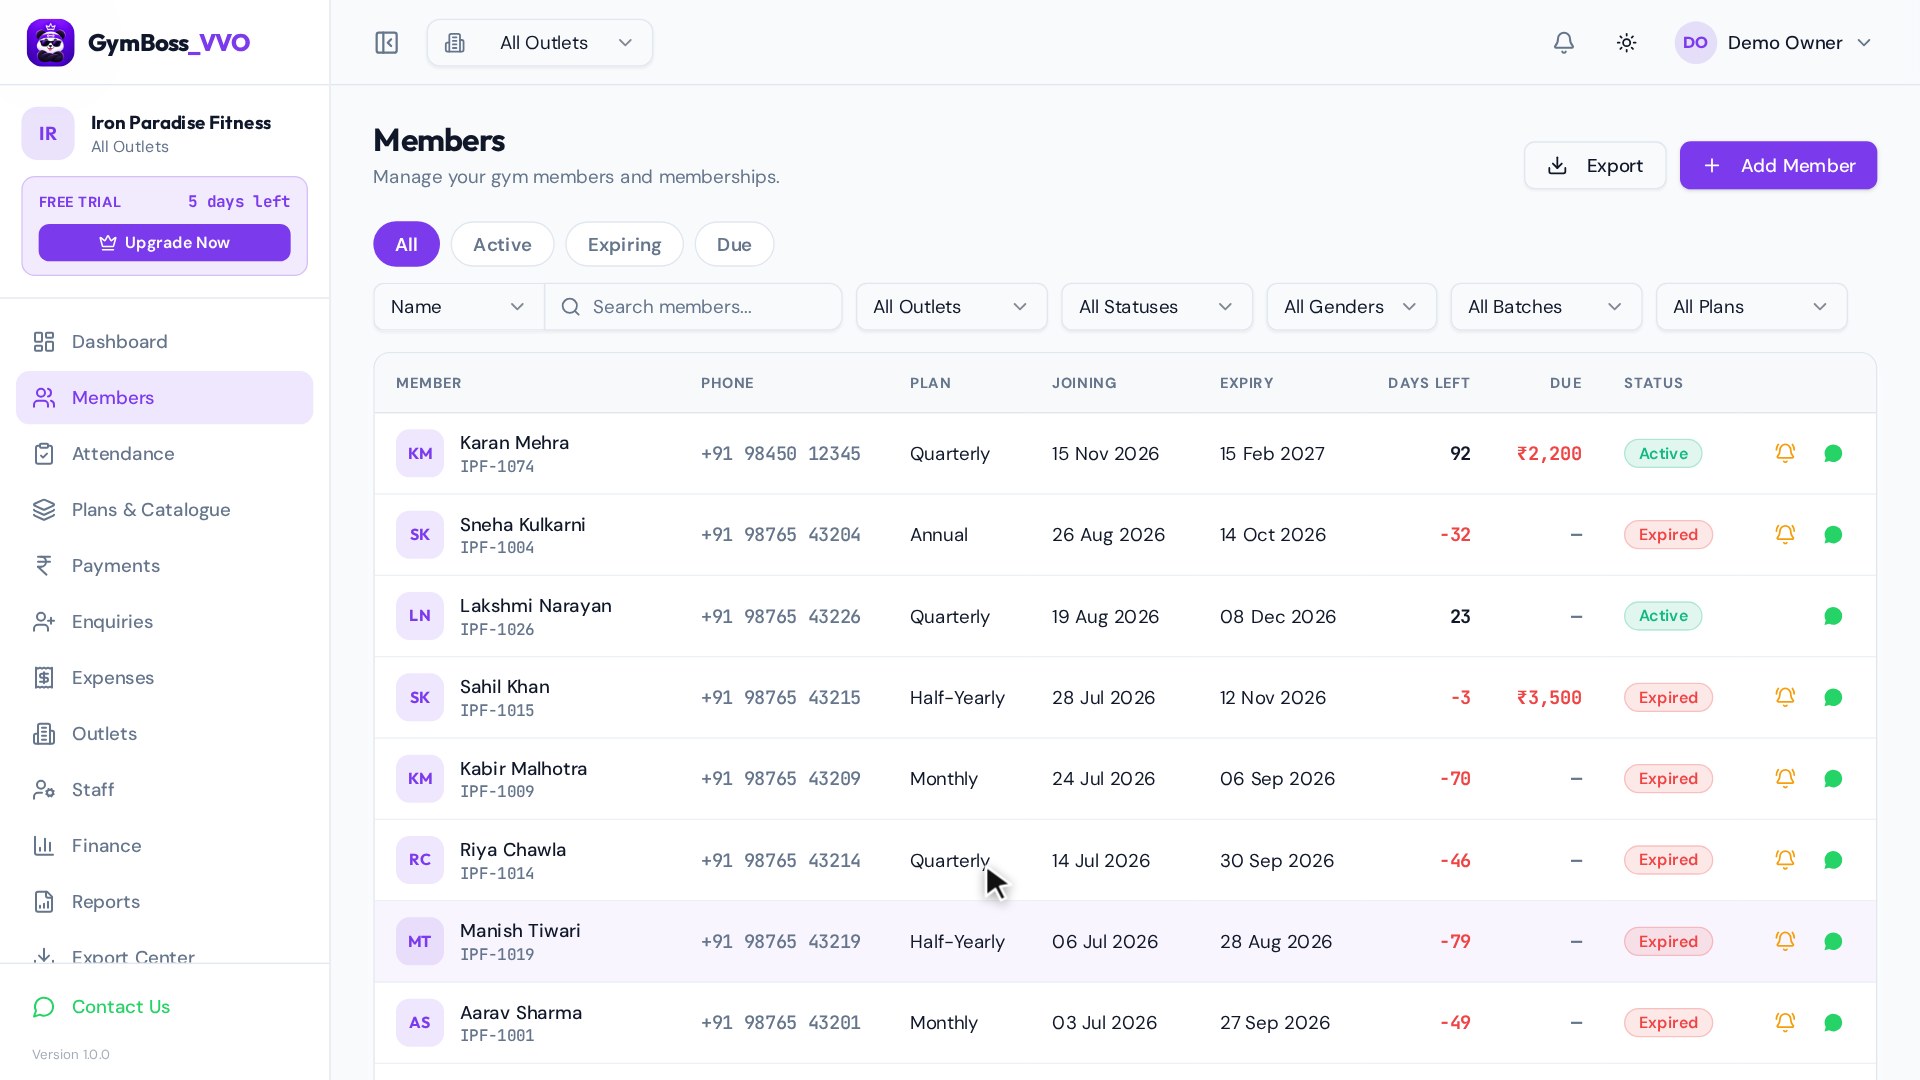 GymBoss_VVO
All Outlets
DO
Demo Owner
IR
Iron Paradise Fitness
All Outlets
FREE TRIAL
5 days left
Upgrade Now
Dashboard
Members
Attendance
Plans & Catalogue
Payments
Enquiries
Expenses
Outlets
Staff
Finance
Reports
Export Center
Contact Us
Version 1.0.0
Members
Manage your gym members and memberships.
Export
Add Member
All
Active
Expiring
Due
Name
Search members...
All Outlets
All Statuses
All Genders
All Batches
All Plans
MEMBER PHONE PLAN JOINING EXPIRY DAYS LEFT DUE STATUS
KM Karan Mehra +91 98450 12345 Quarterly 15 Nov 2026 15 Feb 2027 92 ₹2,200 Active
IPF-1074
SK Sneha Kulkarni +91 98765 43204 Annual 26 Aug 2026 14 Oct 2026 -32 — Expired
IPF-1004
LN Lakshmi Narayan +91 98765 43226 Quarterly 19 Aug 2026 08 Dec 2026 23 — Active
IPF-1026
SK Sahil Khan +91 98765 43215 Half-Yearly 28 Jul 2026 12 Nov 2026 -3 ₹3,500 Expired
IPF-1015
KM Kabir Malhotra +91 98765 43209 Monthly 24 Jul 2026 06 Sep 2026 -70 — Expired
IPF-1009
RC Riya Chawla +91 98765 43214 Quarterly 14 Jul 2026 30 Sep 2026 -46 — Expired
IPF-1014
MT Manish Tiwari +91 98765 43219 Half-Yearly 06 Jul 2026 28 Aug 2026 -79 — Expired
IPF-1019
AS Aarav Sharma +91 98765 43201 Monthly 03 Jul 2026 27 Sep 2026 -49 — Expired
IPF-1001